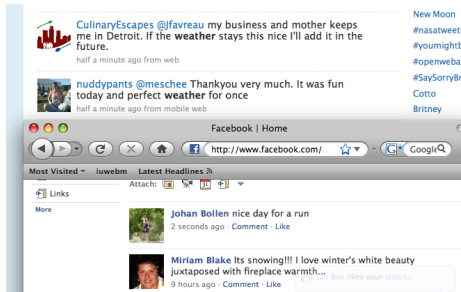 CulinaryEscapes @Jfavreau my business and mother keeps
me in Detroit. If the weather stays this nice I'll add it in the
future.
half a minute ago from web
nuddypants @meschee Thankyou very much. It was fun
today and perfect weather for once
half a minute ago from mobile web
New Moon
#nasatweet
#youmightb
#openweba
#SaySorryBr
Cotto
Britney
Facebook | Home
http://www.facebook.com/
Google
Most Visited
iuwebm
Latest Headlines
Links
More
Attach:
31
Johan Bollen nice day for a run
2 seconds ago · Comment · Like
Miriam Blake Its snowing!!! I love winter's white beauty
juxtaposed with fireplace warmth...
9 hours ago · Comment · Like
likes your status.